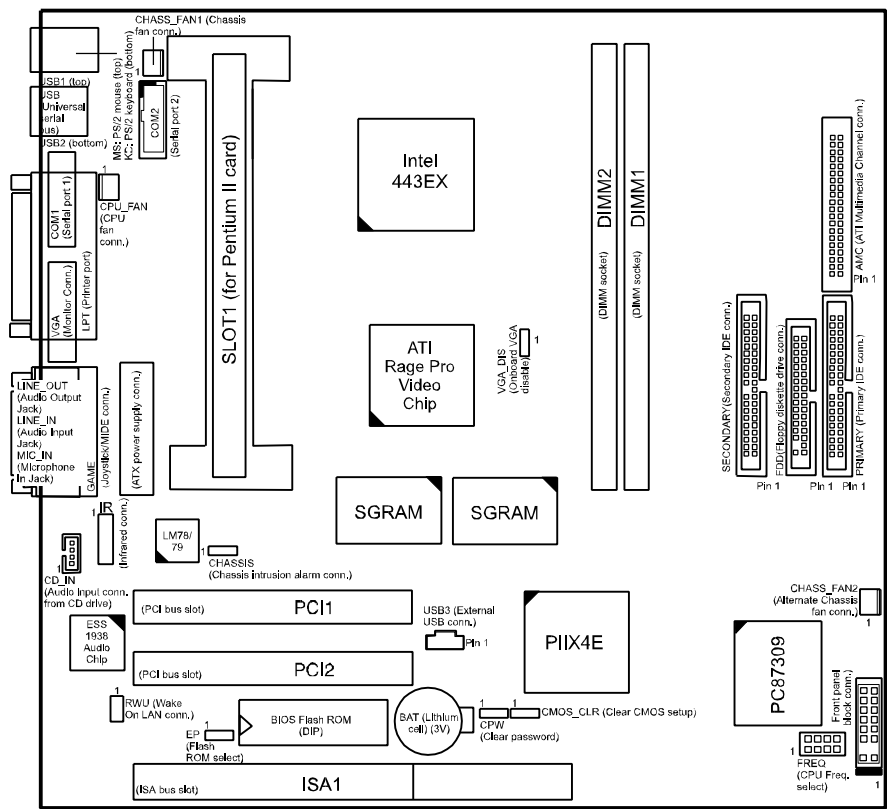 CHASS_FAN1 (Chassis
fan conn.)
1
USB1 (top)
USB
(Universal
serial
bus)
USB2 (bottom)
MS: PS/2 mouse (top)
KC: PS/2 keyboard (bottom)
COM2
(Serial port 2)
1
CPU_FAN
(CPU
fan
conn.)
COM1
(Serial port 1)
LPT (Printer port)
VGA
(Monitor Conn.)
SLOT1 (for Pentium II card)
Intel
443EX
ATI
Rage Pro
Video
Chip
1
VGA_DIS
(Onboard VGA
disable)
(DIMM socket) DIMM2
(DIMM socket) DIMM1
AMC (ATI Multimedia Channel conn.)
Pin 1
SECONDARY(Secondary IDE conn.)
Pin 1
FDD(Floppy diskette drive conn.)
Pin 1
PRIMARY (Primary IDE conn.)
Pin 1
LINE_OUT
(Audio Output
Jack)
LINE_IN
(Audio Input
Jack)
MIC_IN
(Microphone
In Jack)
GAME
(Joystick/MIDE conn.)
(ATX power supply conn.)
SGRAM
SGRAM
1
IR
(Infrared conn.)
LM78/
79
1
CHASSIS
(Chassis intrusion alarm conn.)
1
CD_IN
(Audio Input conn.
from CD drive)
ESS
1938
Audio
Chip
(PCI bus slot) PCI1
USB3 (External
USB conn.)
Pin 1
PIIX4E
CHASS_FAN2
(Alternate Chassis
fan conn.)
1
PC87309
(PCI bus slot) PCI2
1
RWU (Wake
On LAN conn.)
1
EP
(Flash
ROM select)
BIOS Flash ROM
(DIP)
BAT (Lithium
cell) (3V)
1
CPW
(Clear password)
1
CMOS_CLR (Clear CMOS setup)
Front panel
block conn.)
1
1
FREQ
(CPU Freq.
select)
(ISA bus slot) ISA1